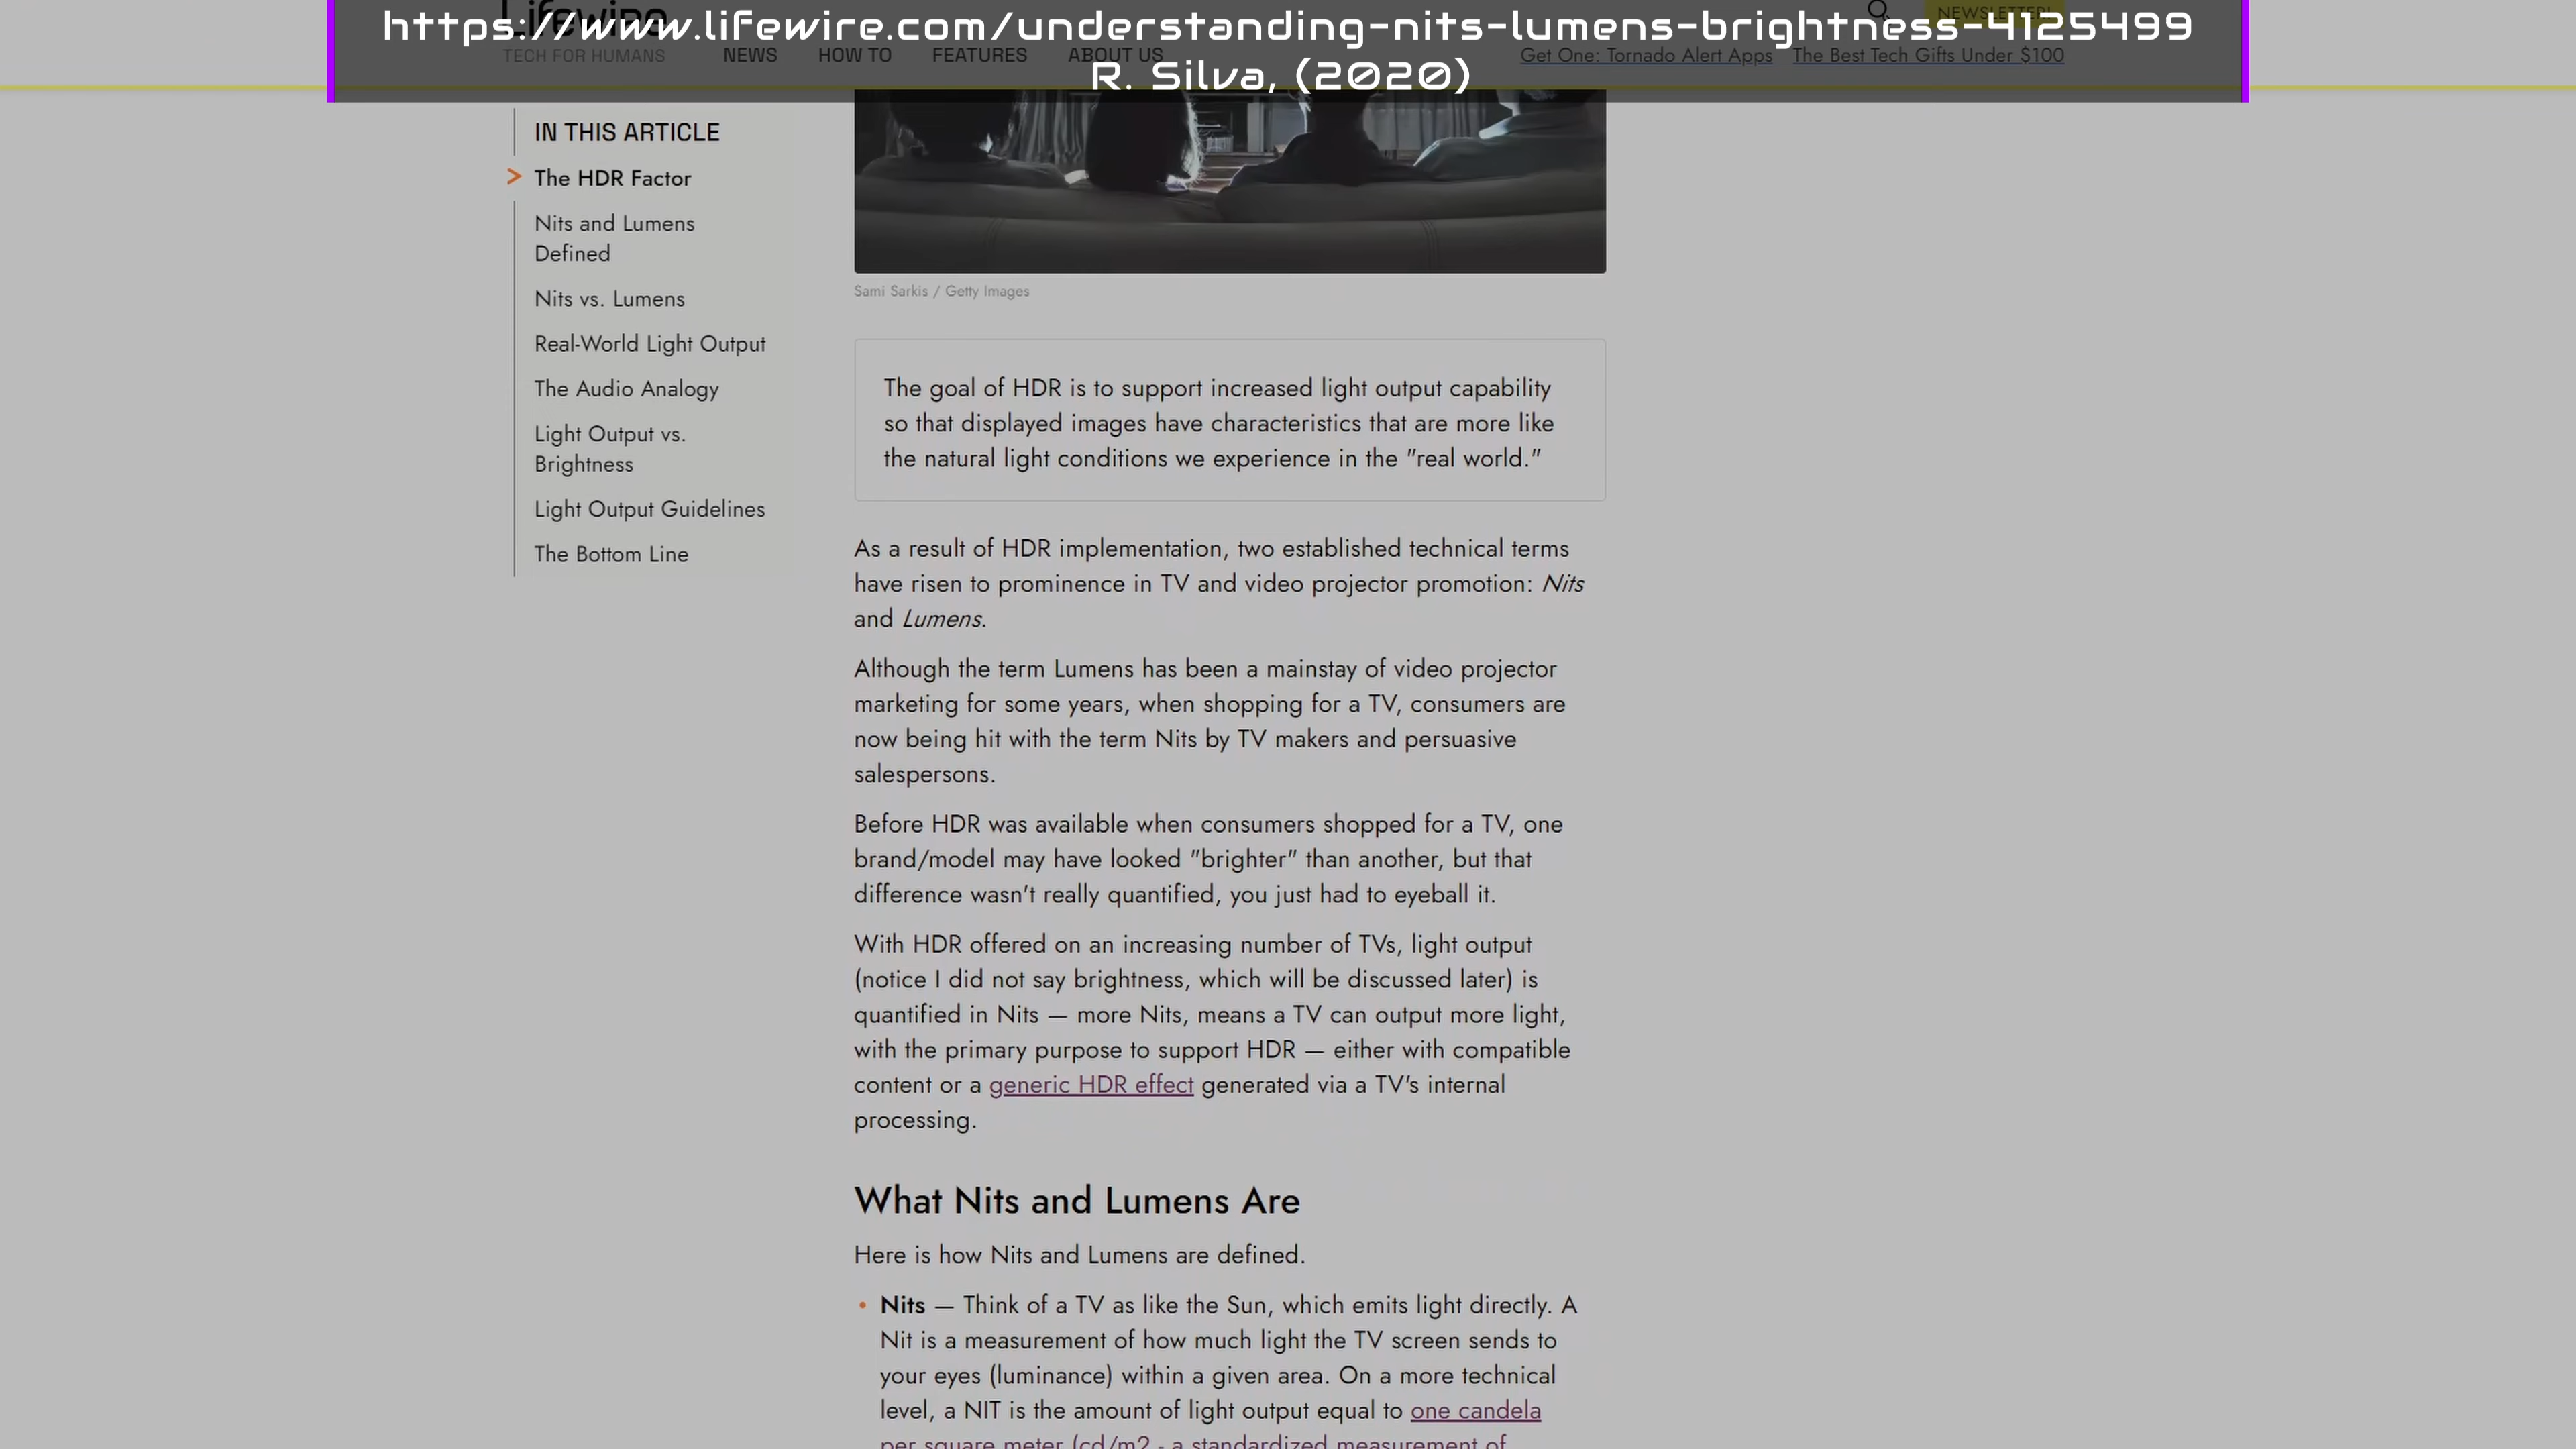 https://www.lifewire.com/understanding-nits-lumens-brightness-4125499
R. Silva, (2020)
Lifewire
TECH FOR HUMANS
NEWS
HOW TO
FEATURES
ABOUT US
NEWSLETTER!
Get One: Tornado Alert Apps
The Best Tech Gifts Under $100
IN THIS ARTICLE
> The HDR Factor
Nits and Lumens
Defined
Nits vs. Lumens
Real-World Light Output
The Audio Analogy
Light Output vs.
Brightness
Light Output Guidelines
The Bottom Line
Sami Sarkis / Getty Images
The goal of HDR is to support increased light output capability
so that displayed images have characteristics that are more like
the natural light conditions we experience in the "real world."
As a result of HDR implementation, two established technical terms
have risen to prominence in TV and video projector promotion: Nits
and Lumens.
Although the term Lumens has been a mainstay of video projector
marketing for some years, when shopping for a TV, consumers are
now being hit with the term Nits by TV makers and persuasive
salespersons.
Before HDR was available when consumers shopped for a TV, one
brand/model may have looked "brighter" than another, but that
difference wasn't really quantified, you just had to eyeball it.
With HDR offered on an increasing number of TVs, light output
(notice I did not say brightness, which will be discussed later) is
quantified in Nits — more Nits, means a TV can output more light,
with the primary purpose to support HDR — either with compatible
content or a generic HDR effect generated via a TV's internal
processing.
What Nits and Lumens Are
Here is how Nits and Lumens are defined.
• Nits — Think of a TV as like the Sun, which emits light directly. A
Nit is a measurement of how much light the TV screen sends to
your eyes (luminance) within a given area. On a more technical
level, a NIT is the amount of light output equal to one candela
per square meter (cd/m2 - a standardized measurement of